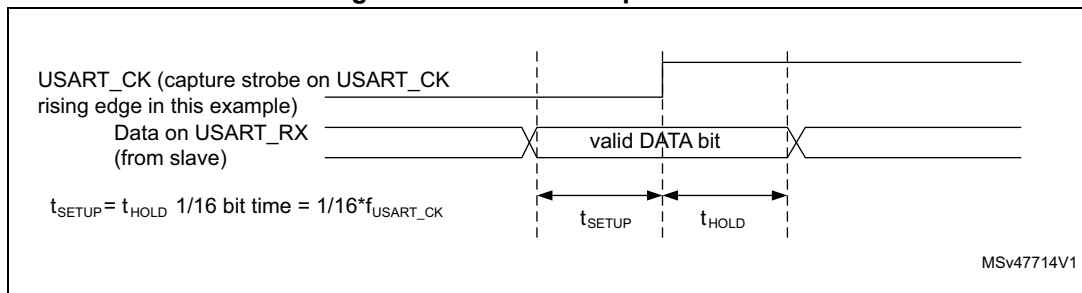 USART_CK (capture strobe on USART_CK
rising edge in this example)
Data on USART_RX
(from slave)
valid DATA bit
tSETUP= tHOLD 1/16 bit time = 1/16*fUSART_CK
tSETUP
tHOLD
MSv47714V1